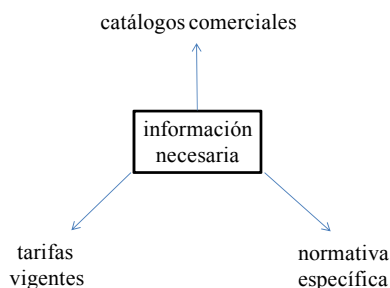 catálogos comerciales
información
necesaria
tarifas
vigentes
normativa
específica